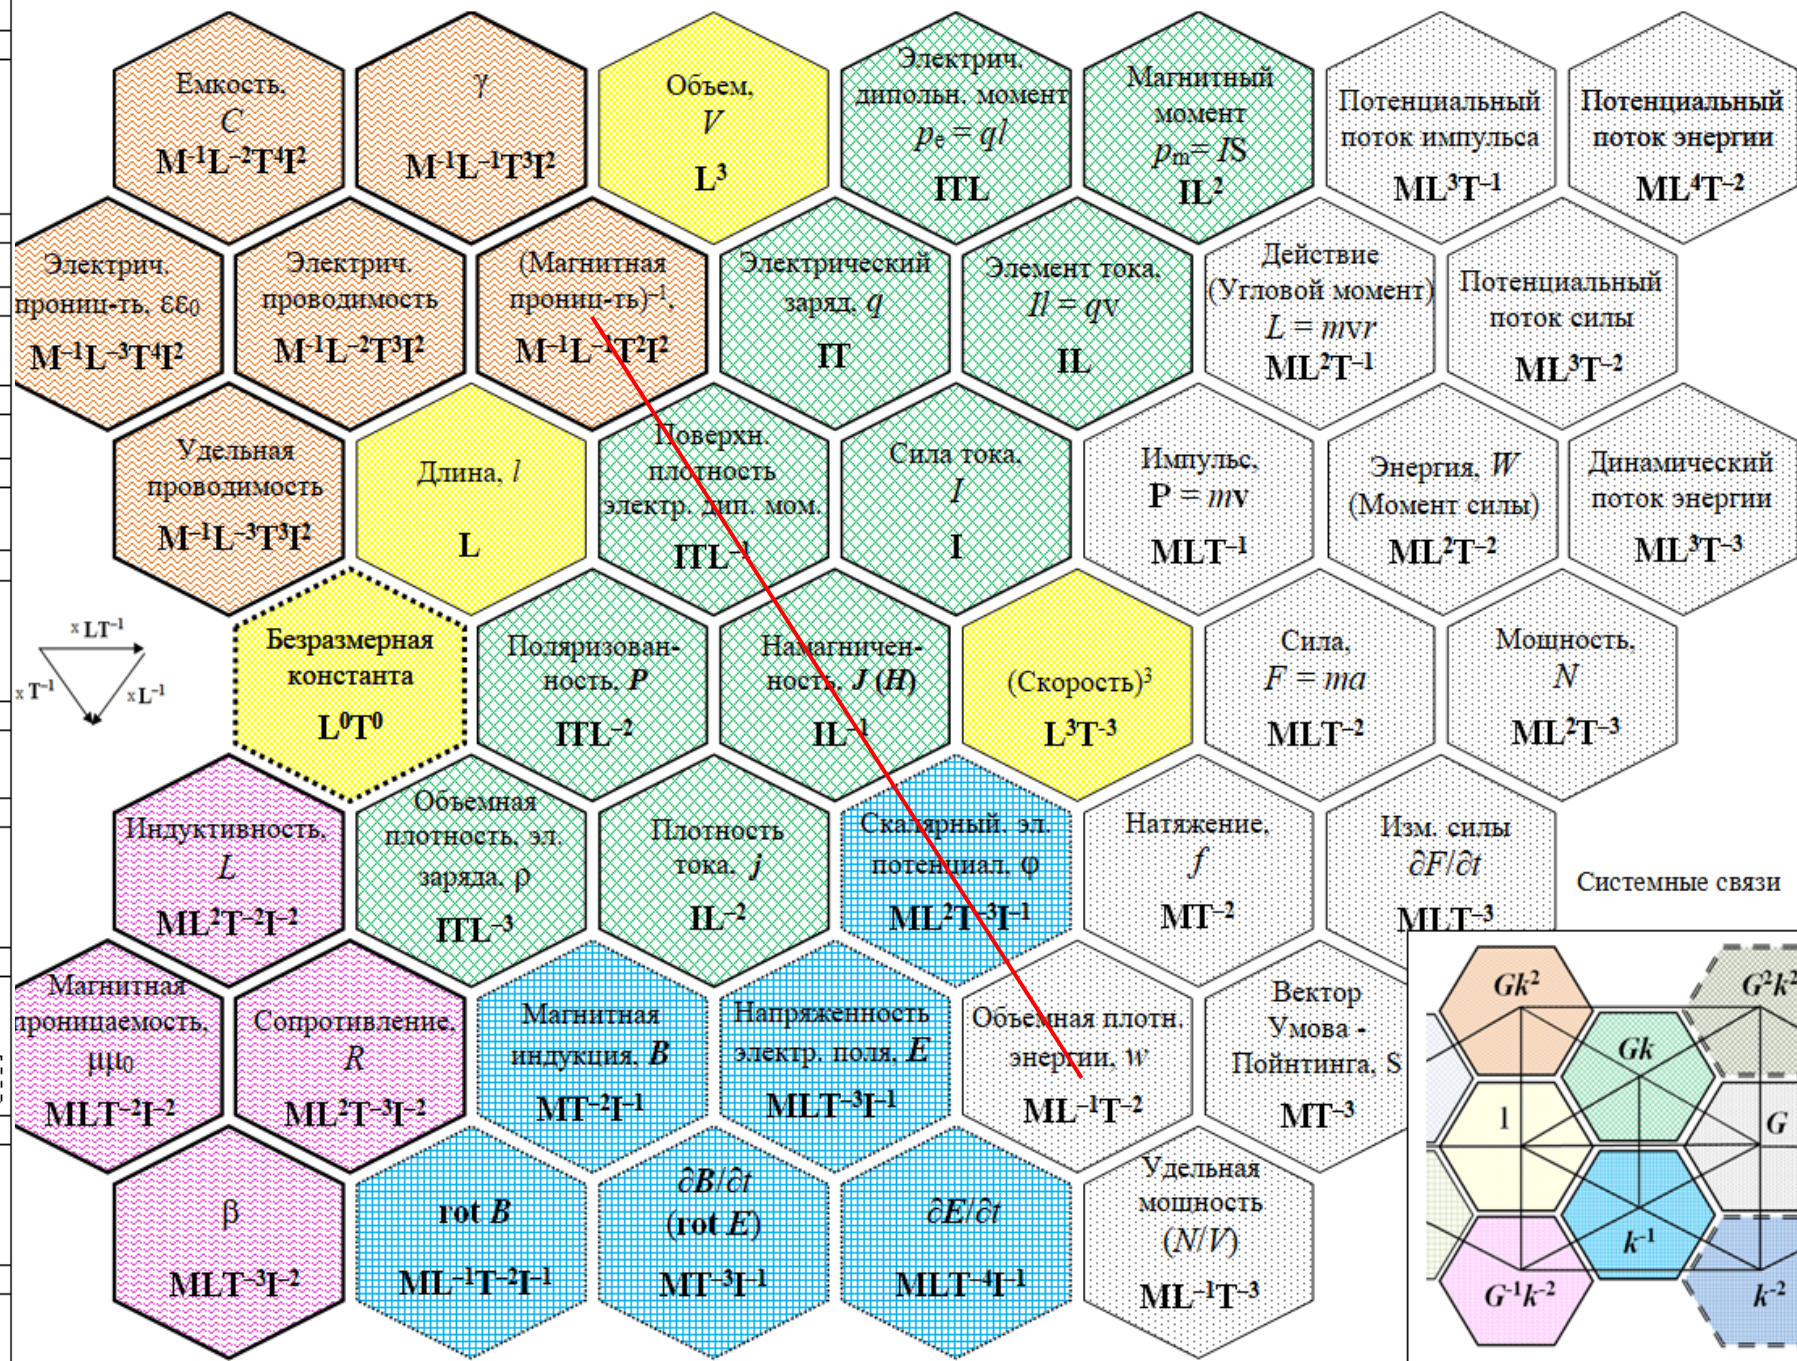 Емкость,
C
M⁻¹L⁻²T⁴I²
γ
M⁻¹L⁻¹T³I²
Объем,
V
L³
Электрич.
дипольн. момент
pₑ = ql
ITL
Магнитный
момент
pₘ= IS
IL²
Потенциальный
поток импульса
ML³T⁻¹
Потенциальный
поток энергии
ML⁴T⁻²
Электрич.
прониц-ть, εε₀
M⁻¹L⁻³T⁴I²
Электрич.
проводимость
M⁻¹L⁻²T³I²
(Магнитная
прониц-ть)⁻¹,
M⁻¹L⁻¹T²I²
Электрический
заряд, q
IT
Элемент тока,
Il = qv
IL
Действие
(Угловой момент)
L = mvr
ML²T⁻¹
Потенциальный
поток силы
ML³T⁻²
Удельная
проводимость
M⁻¹L⁻³T³I²
Длина, l
L
Поверхн.
плотность
электр. дип. мом.
ITL⁻¹
Сила тока,
I
I
Импульс,
P = mv
MLT⁻¹
Энергия, W
(Момент силы)
ML²T⁻²
Динамический
поток энергии
ML³T⁻³
x LT⁻¹
x T⁻¹
x L⁻¹
Безразмерная
константа
L⁰T⁰
Поляризован-
ность, P
ITL⁻²
Намагничен-
ность, J (H)
IL⁻¹
(Скорость)³
L³T⁻³
Сила,
F = ma
MLT⁻²
Мощность,
N
ML²T⁻³
Индуктивность,
L
ML²T⁻²I⁻²
Объемная
плотность, эл.
заряда, ρ
ITL⁻³
Плотность
тока, j
IL⁻²
Скалярный. эл.
потенциал, φ
ML²T⁻³I⁻¹
Натяжение,
f
MT⁻²
Изм. силы
∂F/∂t
MLT⁻³
Системные связи
Магнитная
проницаемость,
μμ₀
MLT⁻²I⁻²
Сопротивление,
R
ML²T⁻³I⁻²
Магнитная
индукция, B
MT⁻²I⁻¹
Напряженность
электр. поля, E
MLT⁻³I⁻¹
Объемная плотн.
энергии, w
ML⁻¹T⁻²
Вектор
Умова -
Пойнтинга, S
MT⁻³
β
MLT⁻³I⁻²
rot B
ML⁻¹T⁻²I⁻¹
∂B/∂t
(rot E)
MT⁻³I⁻¹
∂E/∂t
MLT⁻⁴I⁻¹
Удельная
мощность
(N/V)
ML⁻¹T⁻³
Gk²
G²k²
Gk
1
G
k⁻¹
G⁻¹k⁻²
k⁻²